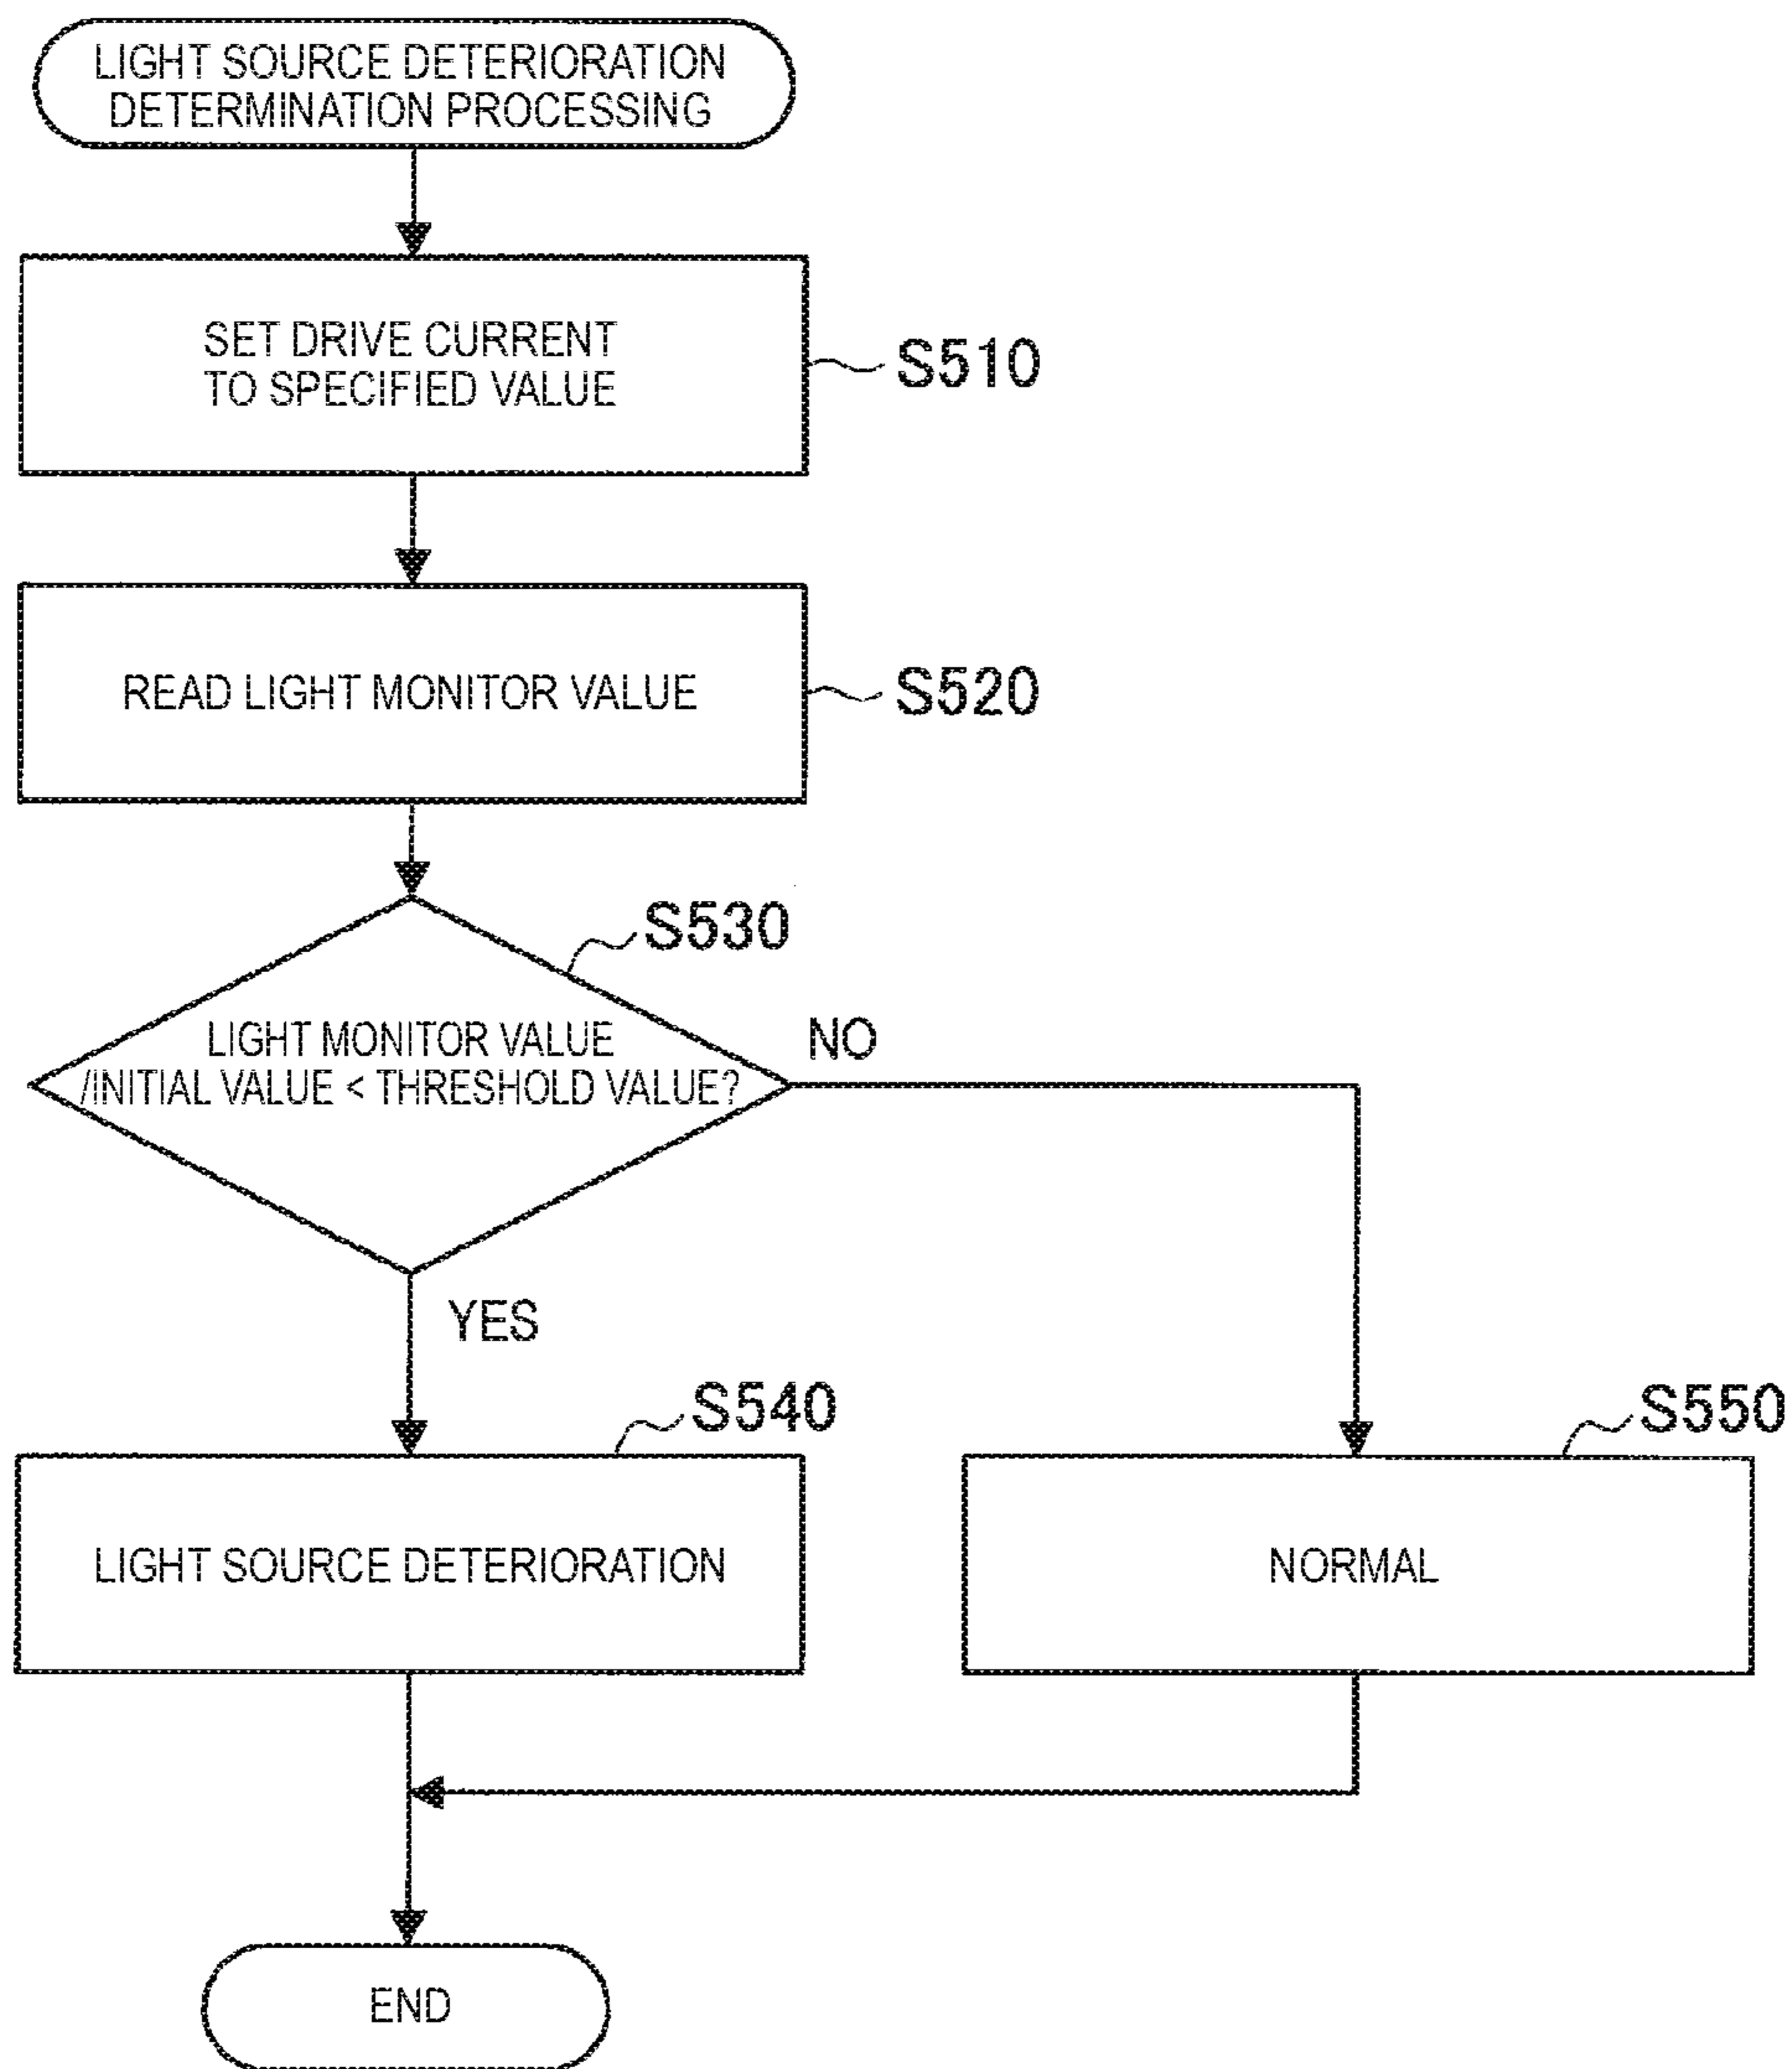 LIGHT SOURCE DETERIORATION
DETERMINATION PROCESSING
SET DRIVE CURRENT
TO SPECIFIED VALUE
S510
READ LIGHT MONITOR VALUE
S520
S530
LIGHT MONITOR VALUE
/INITIAL VALUE < THRESHOLD VALUE?
NO
YES
S540
S550
LIGHT SOURCE DETERIORATION
NORMAL
END